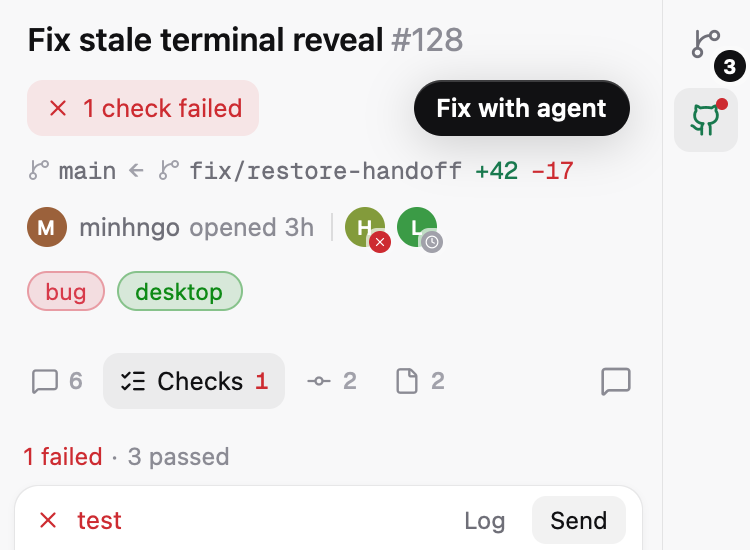 Fix stale terminal reveal #128
3
1 check failed
Fix with agent
main ← fix/restore-handoff +42 −17
M minhngo opened 3h H L
bug desktop
6 Checks 1 2 2
1 failed · 3 passed
test Log Send